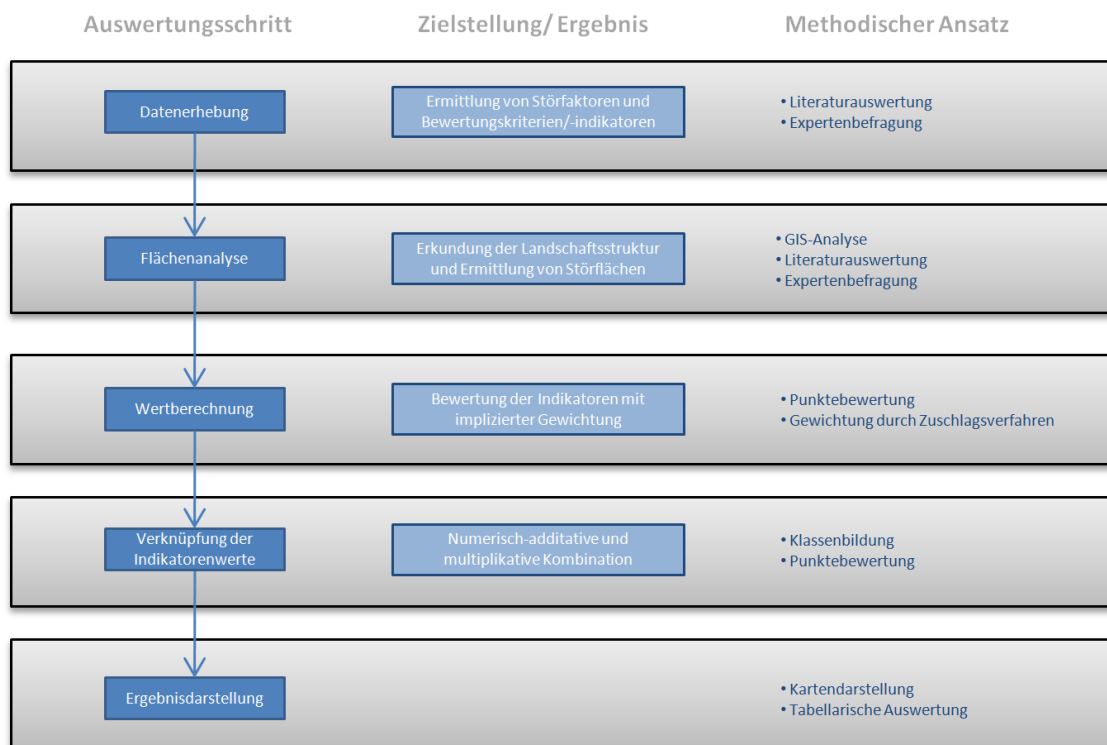 Auswertungsschritt
Zielstellung/ Ergebnis
Methodischer Ansatz
Datenerhebung
Ermittlung von Störfaktoren und
Bewertungskriterien/-indikatoren
• Literaturauswertung
• Expertenbefragung
Flächenanalyse
Erkundung der Landschaftsstruktur
und Ermittlung von Störflächen
• GIS-Analyse
• Literaturauswertung
• Expertenbefragung
Wertberechnung
Bewertung der Indikatoren mit
implizierter Gewichtung
• Punktebewertung
• Gewichtung durch Zuschlagsverfahren
Verknüpfung der
Indikatorenwerte
Numerisch-additative und
multiplikative Kombination
• Klassenbildung
• Punktebewertung
Ergebnisdarstellung
• Kartendarstellung
• Tabellarische Auswertung